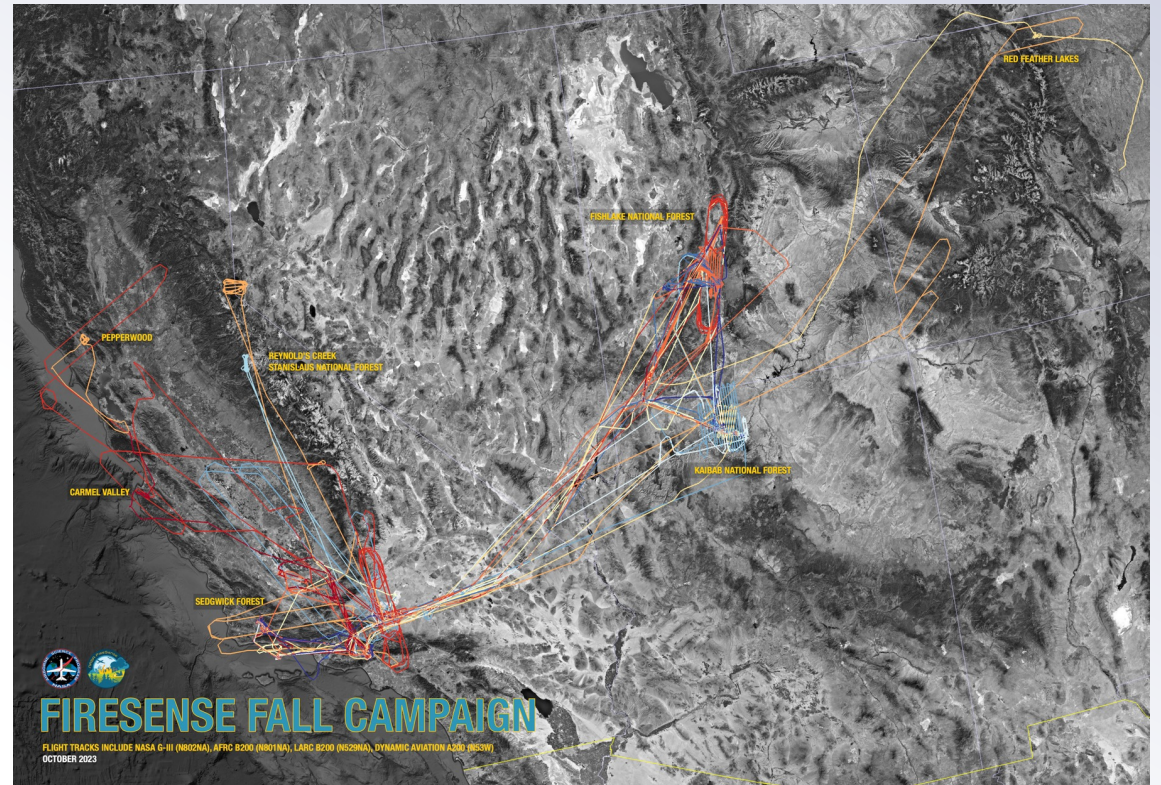 RED FEATHER LAKES
FISHLAKE NATIONAL FOREST
PEPPERWOOD
REYNOLD'S CREEK
STANISLAUS NATIONAL FOREST
KAIBAB NATIONAL FOREST
CARMEL VALLEY
SEDGWICK FOREST
FIRESENSE FALL CAMPAIGN
FLIGHT TRACKS INCLUDE NASA G-III (N802NA), AFRC B200 (N801NA), LARC B200 (N529NA), DYNAMIC AVIATION A200 (N53W)
OCTOBER 2023